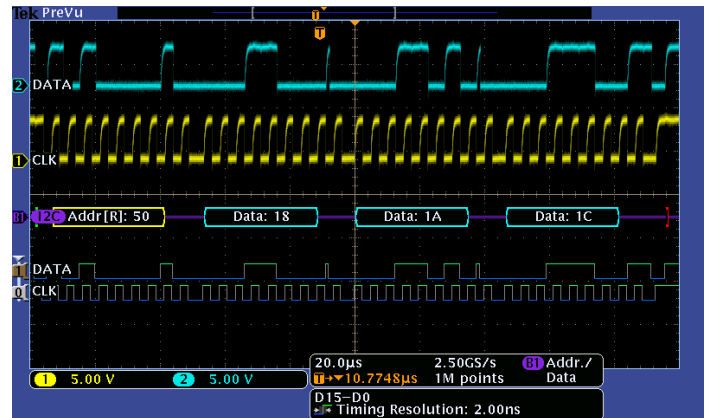 Tek PreVu
T
T
2 DATA
1 CLK
B1 I2C Addr[R]: 50 Data: 18 Data: 1A Data: 1C
1 DATA
0 CLK
1 5.00 V 2 5.00 V
20.0µs 2.50GS/s B1 Addr./
T→▼10.7748µs 1M points Data
D15-D0
Timing Resolution: 2.00ns